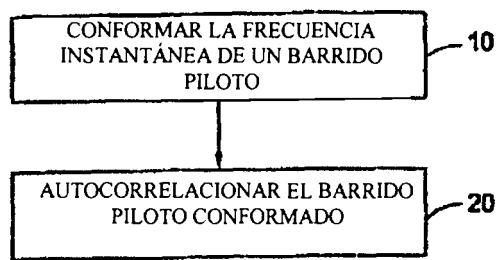 CONFORMAR LA FRECUENCIA
INSTANTÁNEA DE UN BARRIDO
PILOTO
10
AUTOCORRELACIONAR EL BARRIDO
PILOTO CONFORMADO
20